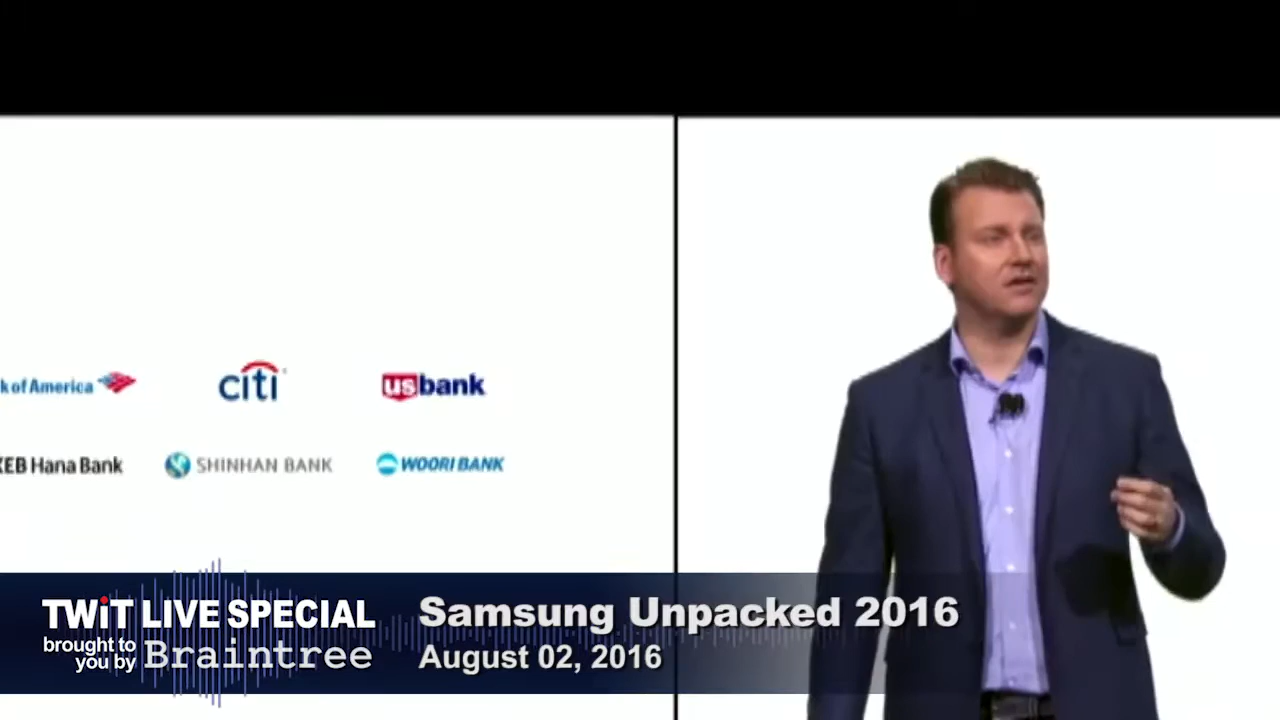 k of America
citi
usbank
KEB Hana Bank
SHINHAN BANK
WOORI BANK
TWiT LIVE SPECIAL
brought to
you by Braintree
Samsung Unpacked 2016
August 02, 2016